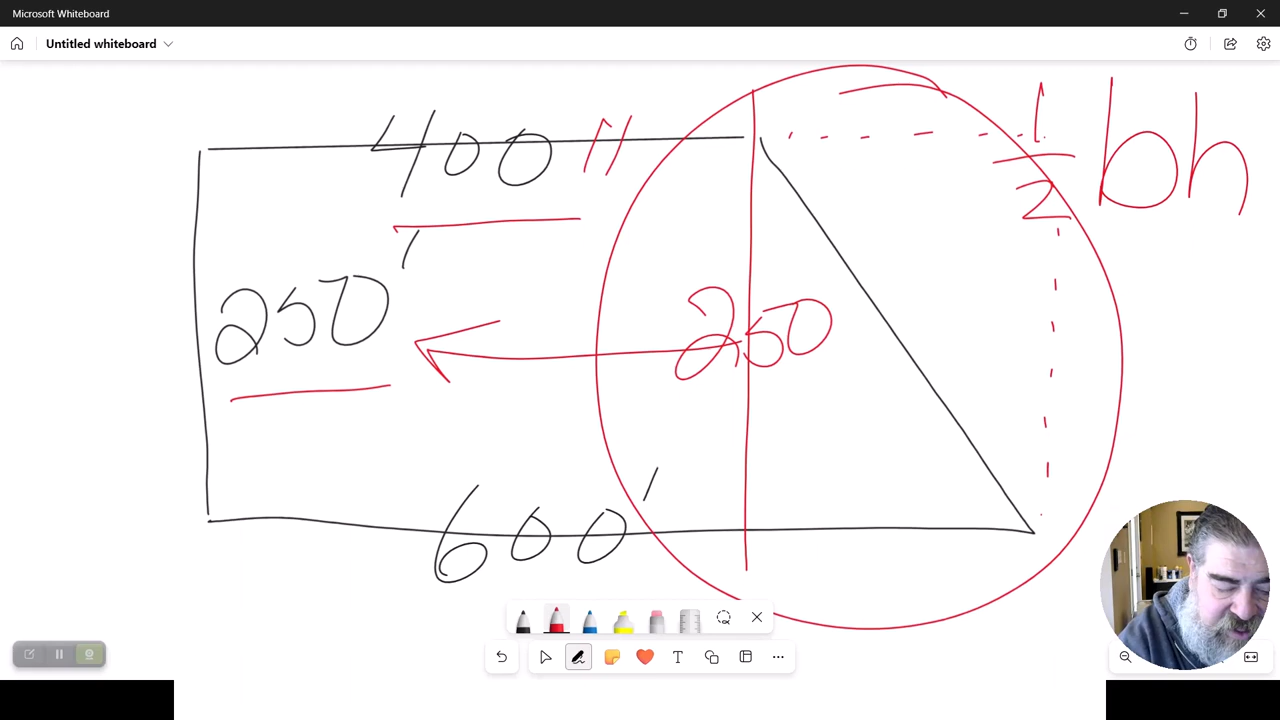 Microsoft Whiteboard
Untitled whiteboard
400 "
1/2 bh
250 '
250
600 '